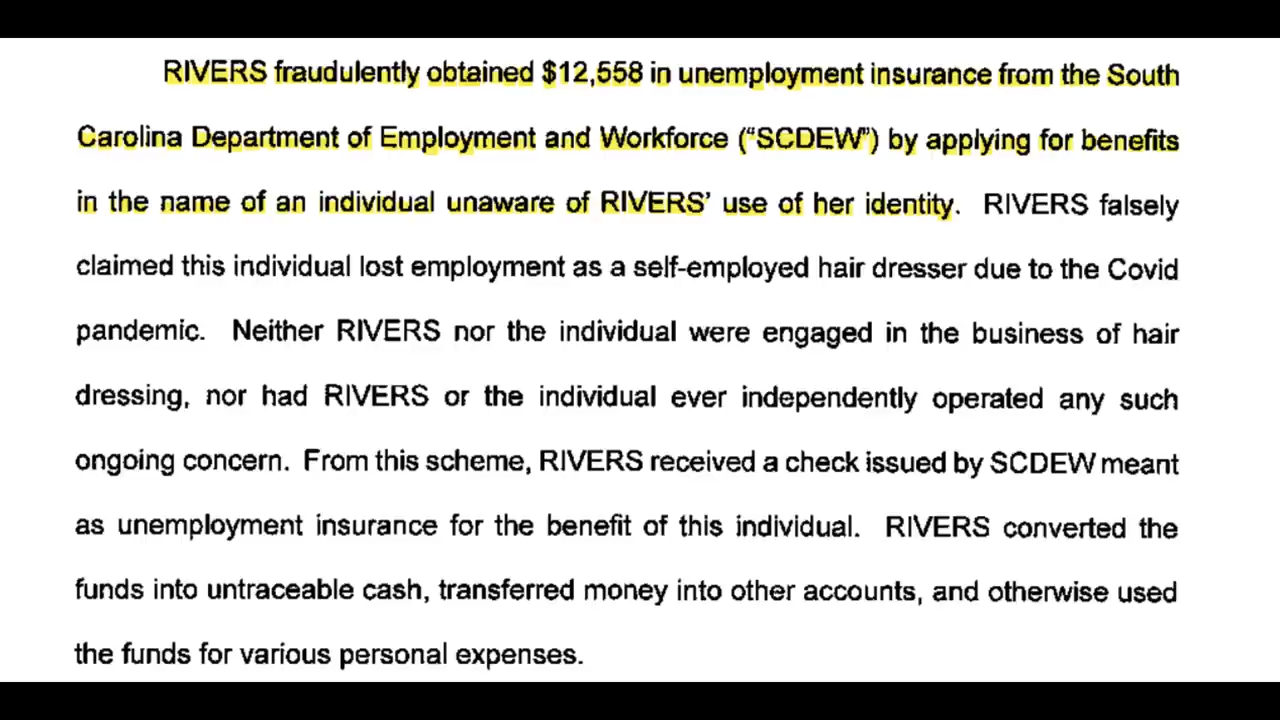 RIVERS fraudulently obtained $12,558 in unemployment insurance from the South
Carolina Department of Employment and Workforce (“SCDEW”) by applying for benefits
in the name of an individual unaware of RIVERS’ use of her identity. RIVERS falsely
claimed this individual lost employment as a self-employed hair dresser due to the Covid
pandemic. Neither RIVERS nor the individual were engaged in the business of hair
dressing, nor had RIVERS or the individual ever independently operated any such
ongoing concern. From this scheme, RIVERS received a check issued by SCDEW meant
as unemployment insurance for the benefit of this individual. RIVERS converted the
funds into untraceable cash, transferred money into other accounts, and otherwise used
the funds for various personal expenses.